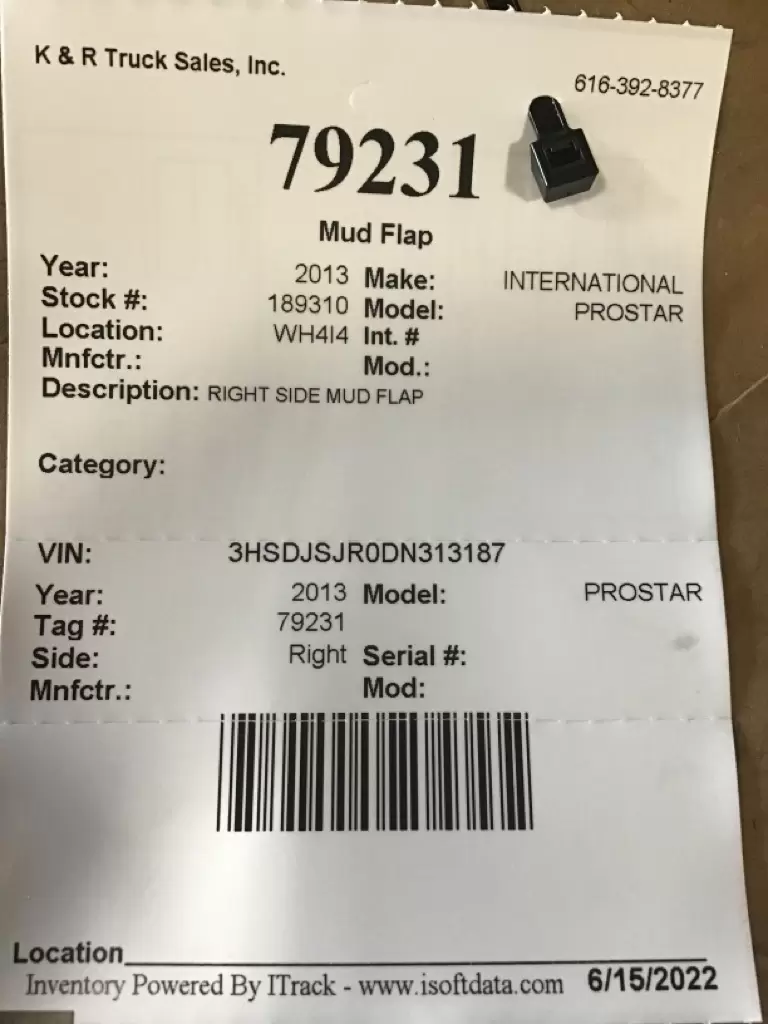 K & R Truck Sales, Inc.
616-392-8377
79231
Mud Flap
Year: 2013 Make: INTERNATIONAL
Stock #: 189310 Model: PROSTAR
Location: WH4I4 Int. #
Mnfctr.: Mod.:
Description: RIGHT SIDE MUD FLAP
Category:
VIN: 3HSDJSJR0DN313187
Year: 2013 Model: PROSTAR
Tag #: 79231
Side: Right Serial #:
Mnfctr.: Mod:
Location
Inventory Powered By ITrack - www.isoftdata.com 6/15/2022